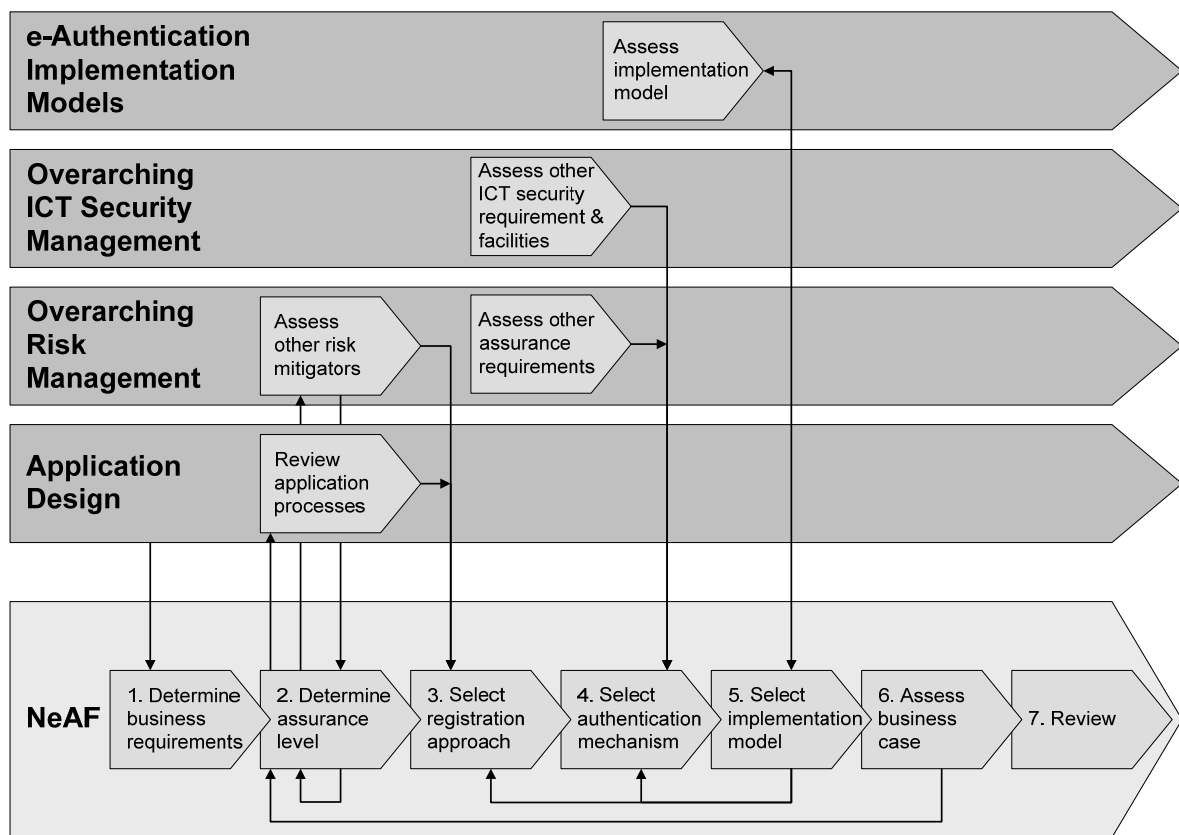 e-Authentication
Implementation
Models
Assess
implementation
model
Overarching
ICT Security
Management
Assess other
ICT security
requirement &
facilities
Overarching
Risk
Management
Assess
other risk
mitigators
Assess other
assurance
requirements
Application
Design
Review
application
processes
NeAF
1. Determine
business
requirements
2. Determine
assurance
level
3. Select
registration
approach
4. Select
authentication
mechanism
5. Select
implementation
model
6. Assess
business
case
7. Review